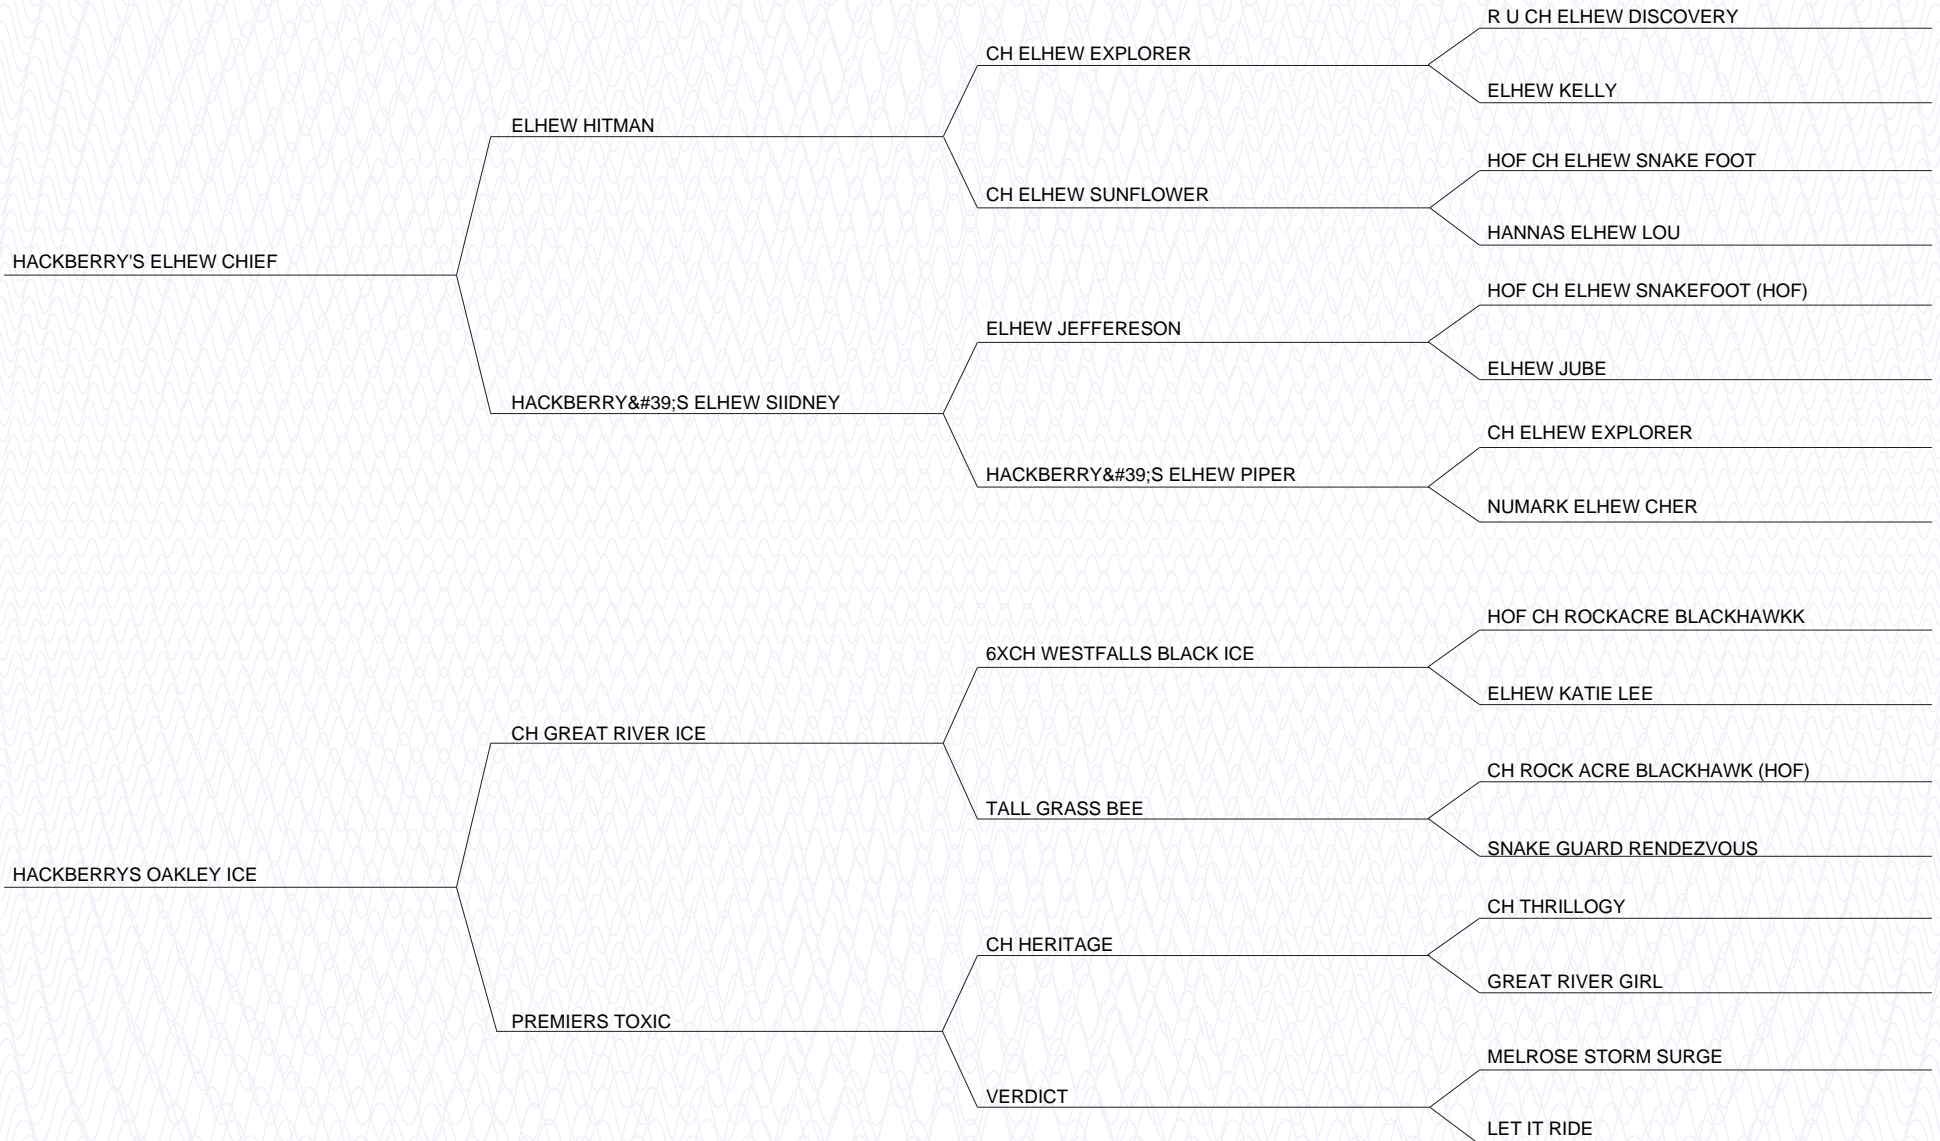 R U CH ELHEW DISCOVERY
CH ELHEW EXPLORER
ELHEW KELLY
ELHEW HITMAN
HOF CH ELHEW SNAKE FOOT
CH ELHEW SUNFLOWER
HANNAS ELHEW LOU
HACKBERRY'S ELHEW CHIEF
HOF CH ELHEW SNAKEFOOT (HOF)
ELHEW JEFFERESON
ELHEW JUBE
HACKBERRY&#39;S ELHEW SIIDNEY
CH ELHEW EXPLORER
HACKBERRY&#39;S ELHEW PIPER
NUMARK ELHEW CHER
HOF CH ROCKACRE BLACKHAWKK
6XCH WESTFALLS BLACK ICE
ELHEW KATIE LEE
CH GREAT RIVER ICE
CH ROCK ACRE BLACKHAWK (HOF)
TALL GRASS BEE
SNAKE GUARD RENDEZVOUS
HACKBERRYS OAKLEY ICE
CH THRILLOGY
CH HERITAGE
GREAT RIVER GIRL
PREMIERS TOXIC
MELROSE STORM SURGE
VERDICT
LET IT RIDE